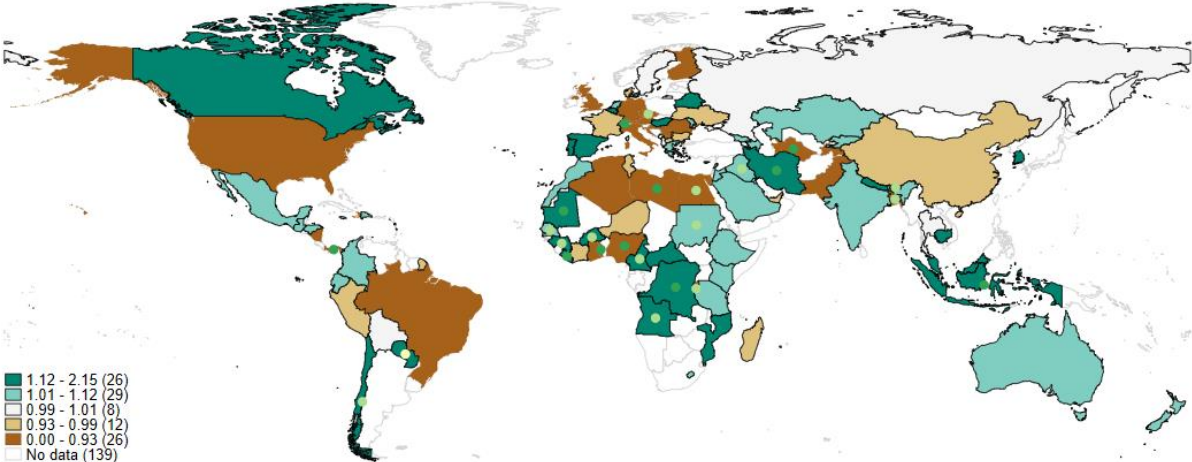 1.12 - 2.15 (26)
1.01 - 1.12 (29)
0.99 - 1.01 (8)
0.93 - 0.99 (12)
0.00 - 0.93 (26)
No data (139)